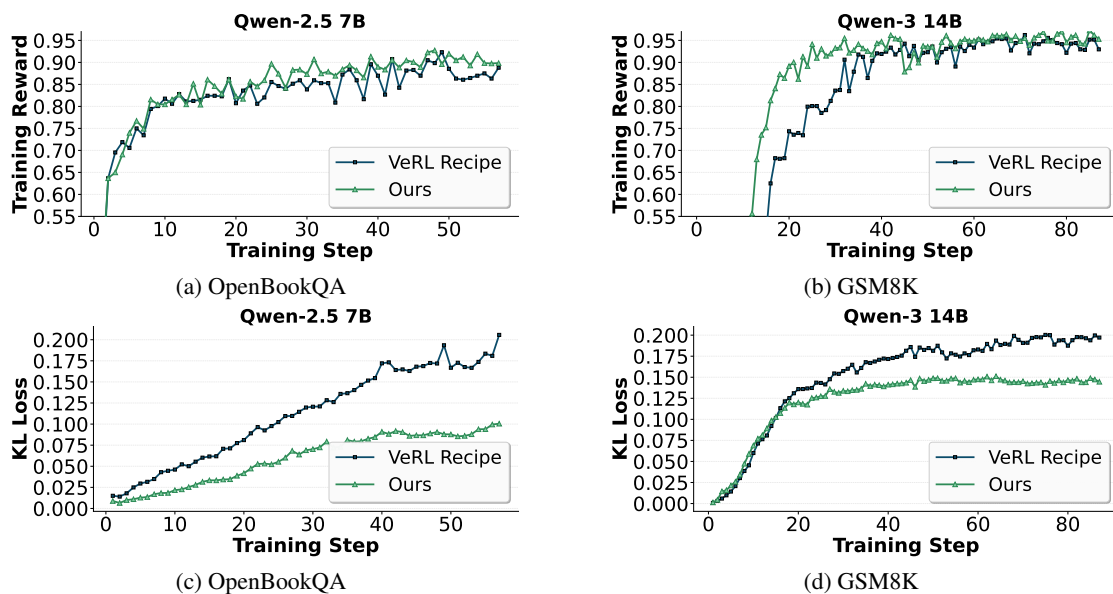 Qwen-2.5 7B
Training Reward
0.95
0.90
0.85
0.80
0.75
0.70
0.65
0.60
0.55
VeRL Recipe
Ours
0 10 20 30 40 50
Training Step
(a) OpenBookQA
Qwen-3 14B
Training Reward
0.95
0.90
0.85
0.80
0.75
0.70
0.65
0.60
0.55
VeRL Recipe
Ours
0 20 40 60 80
Training Step
(b) GSM8K
Qwen-2.5 7B
KL Loss
0.200
0.175
0.150
0.125
0.100
0.075
0.050
0.025
0.000
VeRL Recipe
Ours
0 10 20 30 40 50
Training Step
(c) OpenBookQA
Qwen-3 14B
KL Loss
0.200
0.175
0.150
0.125
0.100
0.075
0.050
0.025
0.000
VeRL Recipe
Ours
0 20 40 60 80
Training Step
(d) GSM8K